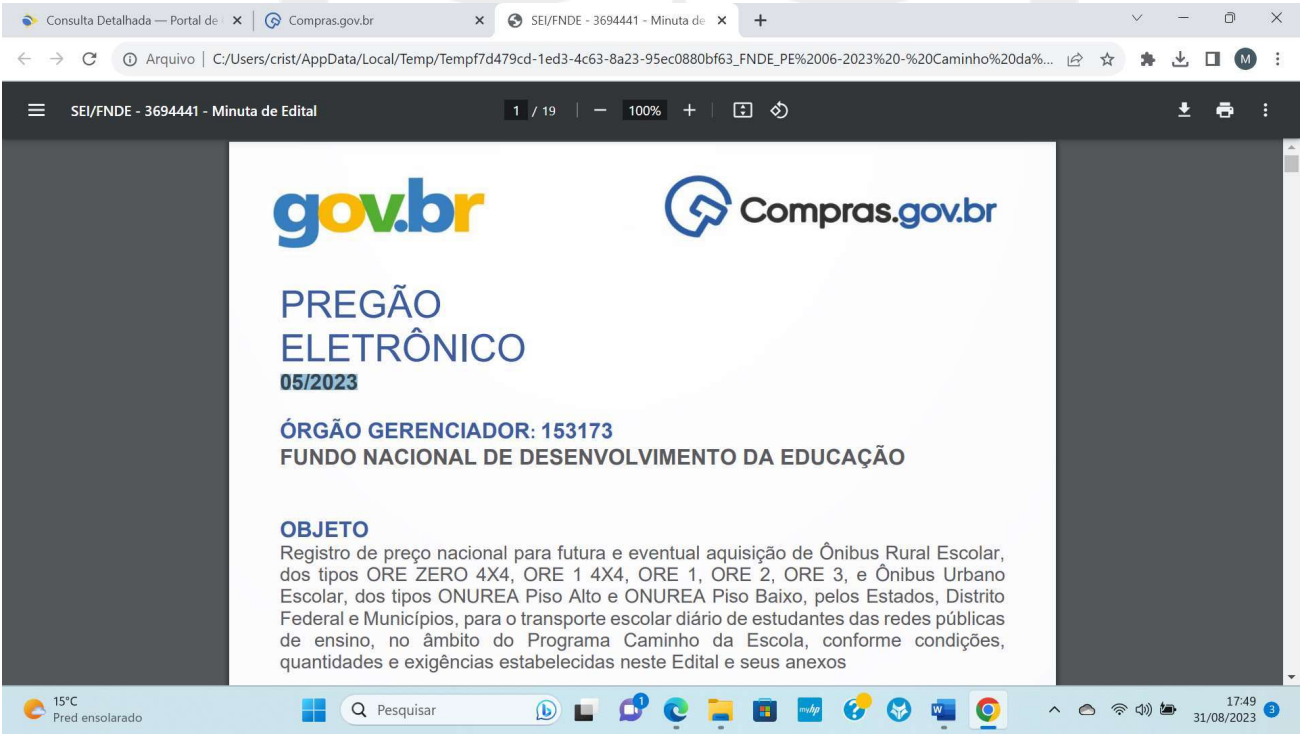 Consulta Detalhada — Portal de
Compras.gov.br
SEI/FNDE - 3694441 - Minuta de
Arquivo | C:/Users/crist/AppData/Local/Temp/Tempf7d479cd-1ed3-4c63-8a23-95ec0880bf63_FNDE_PE%2006-2023%20-%20Caminho%20da%...
M
SEI/FNDE - 3694441 - Minuta de Edital
1 / 19
100%
gov.br
Compras.gov.br
PREGÃO
ELETRÔNICO
05/2023
ÓRGÃO GERENCIADOR: 153173
FUNDO NACIONAL DE DESENVOLVIMENTO DA EDUCAÇÃO
OBJETO
Registro de preço nacional para futura e eventual aquisição de Ônibus Rural Escolar,
dos tipos ORE ZERO 4X4, ORE 1 4X4, ORE 1, ORE 2, ORE 3, e Ônibus Urbano
Escolar, dos tipos ONUREA Piso Alto e ONUREA Piso Baixo, pelos Estados, Distrito
Federal e Municípios, para o transporte escolar diário de estudantes das redes públicas
de ensino, no âmbito do Programa Caminho da Escola, conforme condições,
quantidades e exigências estabelecidas neste Edital e seus anexos
15°C
Pred ensolarado
Pesquisar
1
myhp
W
17:49
31/08/2023
3